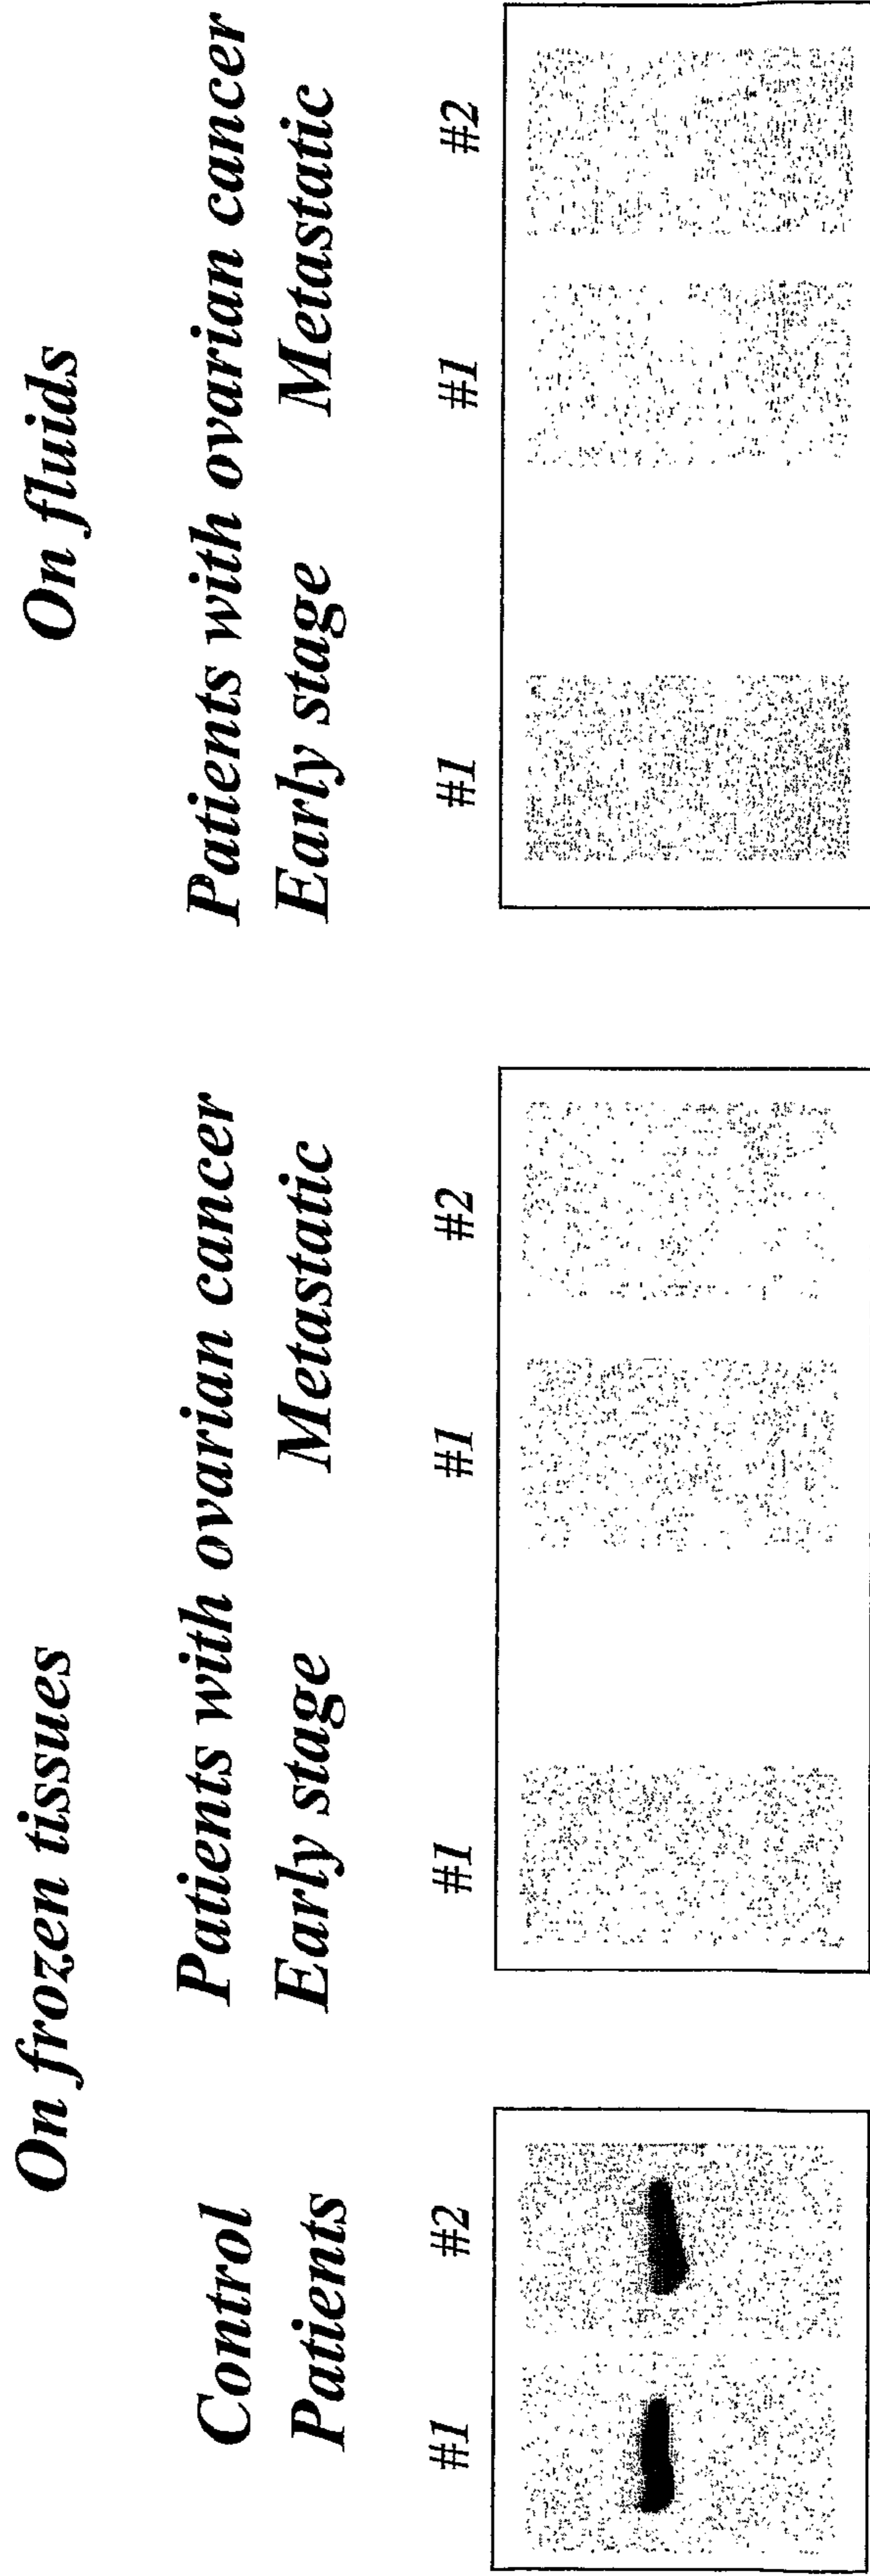 On frozen tissues
On fluids
Control
Patients
Patients with ovarian cancer
Early stage
Metastatic
Patients with ovarian cancer
Early stage
Metastatic
#1
#2
#1
#1
#2
#1
#1
#2